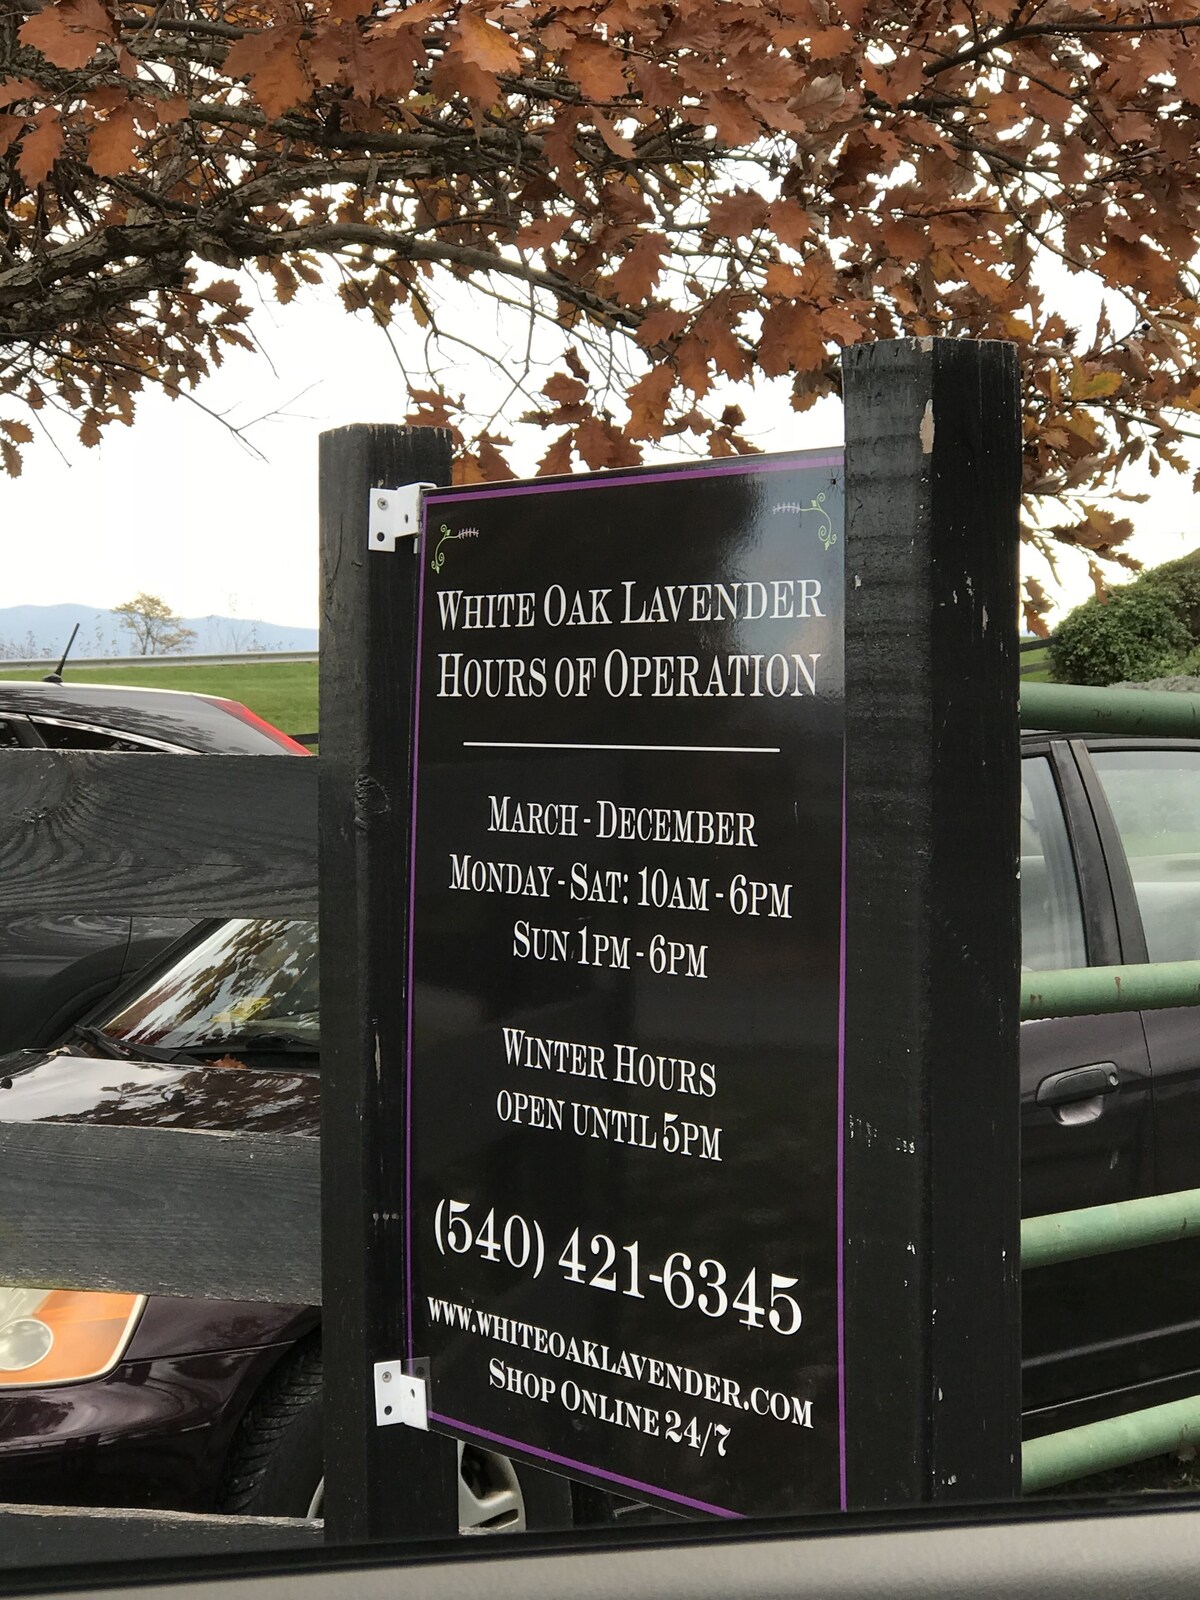 White Oak Lavender
Hours of Operation
March - December
Monday - Sat: 10am - 6pm
Sun 1pm - 6pm
Winter Hours
open until 5pm
(540) 421-6345
www.whiteoaklavender.com
Shop Online 24/7